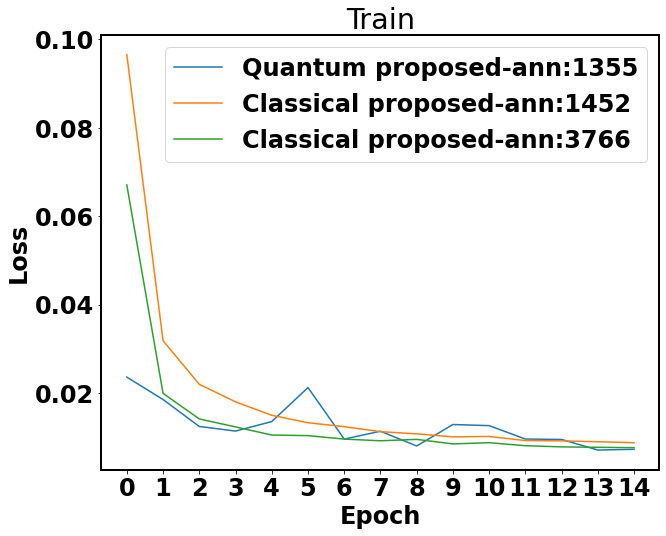 Train
0.10
0.08
0.06
0.04
0.02
Loss
Quantum proposed-ann:1355
Classical proposed-ann:1452
Classical proposed-ann:3766
0 1 2 3 4 5 6 7 8 9 10 11 12 13 14
Epoch